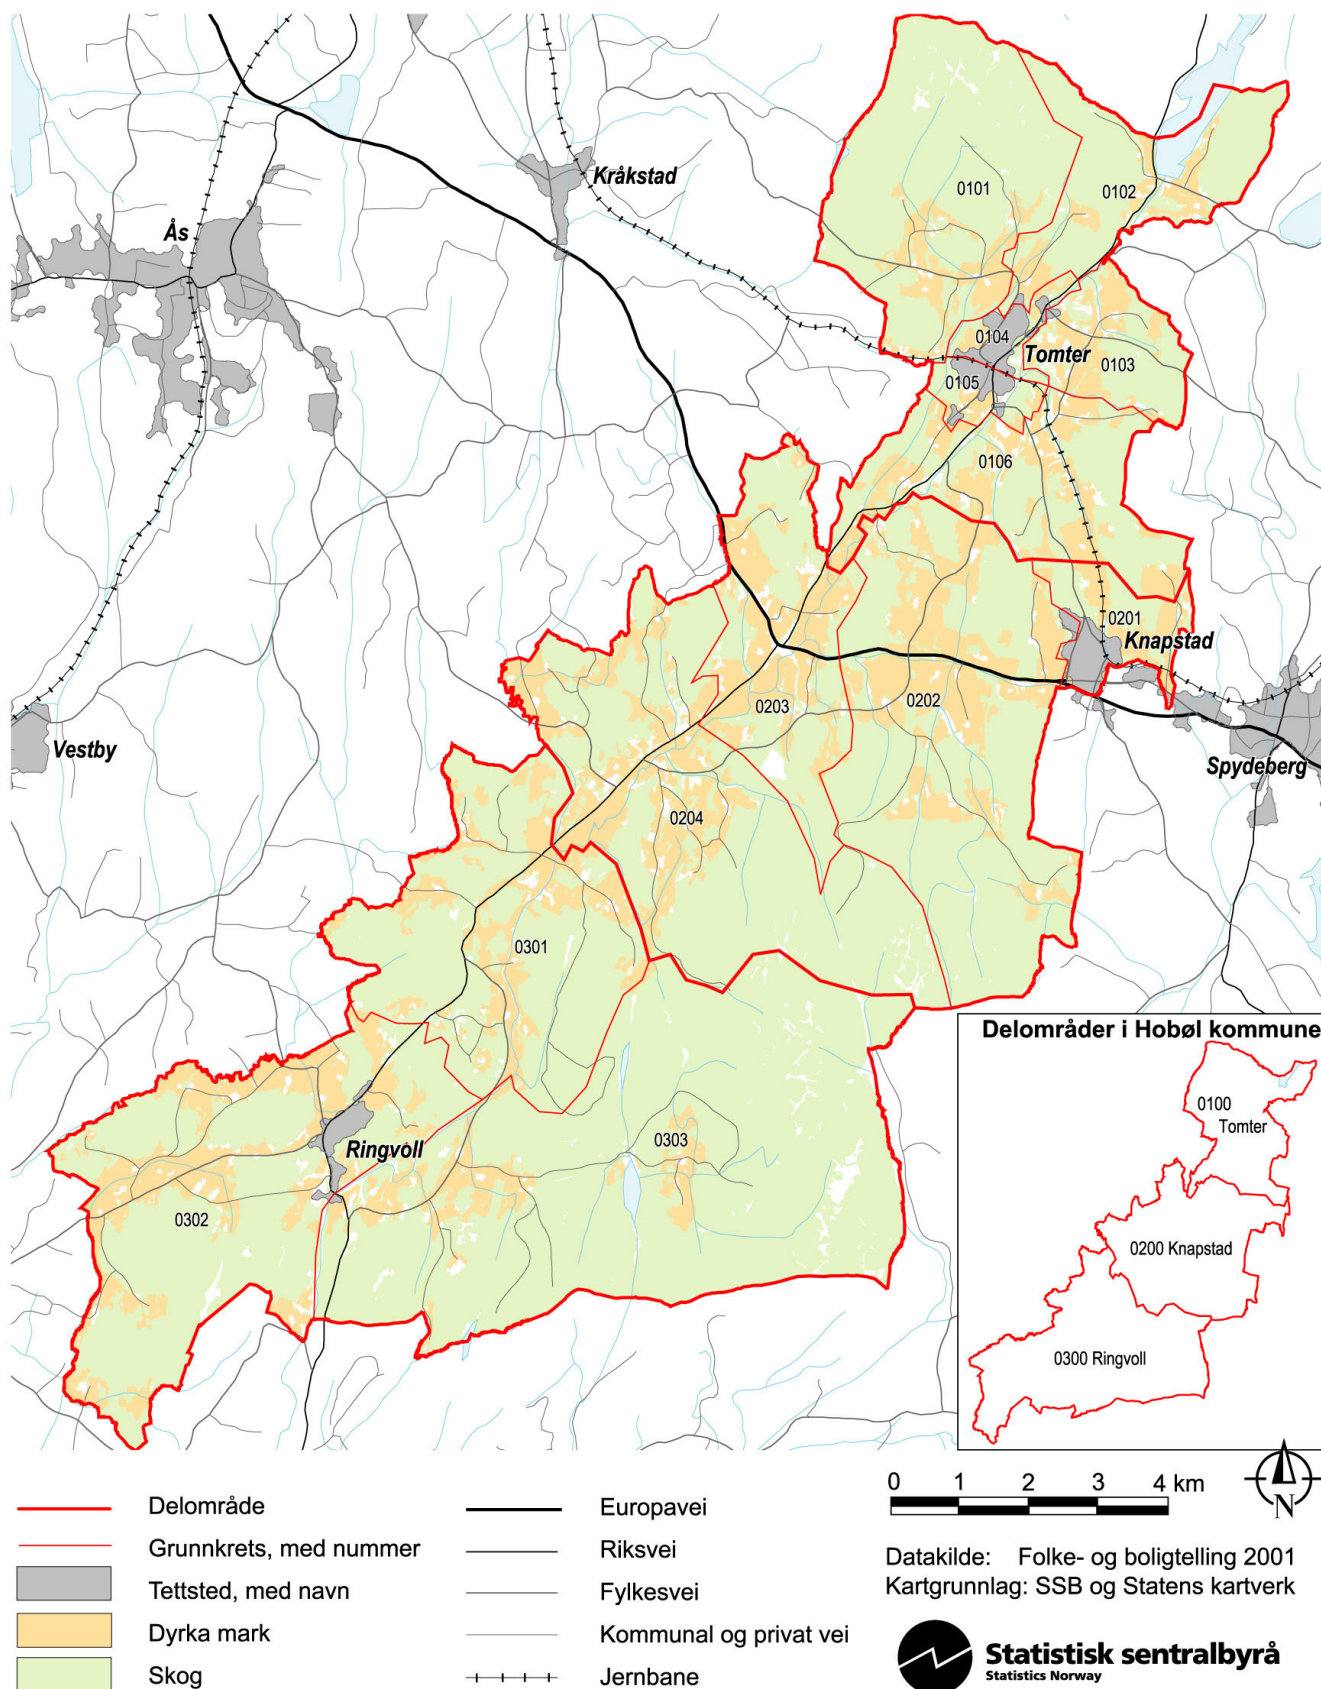 Kråkstad
Ås
0101
0102
0104
Tomter
0103
0105
0106
0201
Knapstad
0203
0202
Vestby
Spydeberg
0204
0301
Delområder i Hobøl kommune
0100
Tomter
0303
Ringvoll
0302
0200 Knapstad
0300 Ringvoll
Delområde
Grunnkrets, med nummer
Tettsted, med navn
Dyrka mark
Skog
Europavei
Riksvei
Fylkesvei
Kommunal og privat vei
Jernbane
0 1 2 3 4 km
N
Datakilde: Folke- og boligtelling 2001
Kartgrunnlag: SSB og Statens kartverk
Statistisk sentralbyrå
Statistics Norway